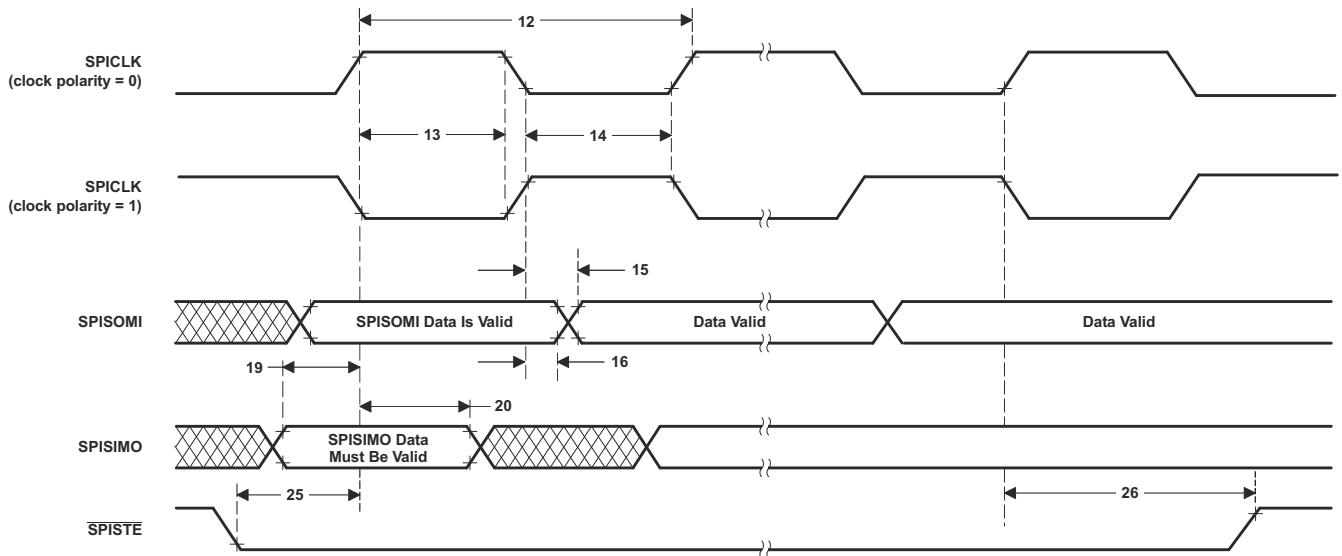 12
SPICLK
(clock polarity = 0)
13
14
SPICLK
(clock polarity = 1)
15
SPISOMI
SPISOMI Data Is Valid
Data Valid
Data Valid
16
19
20
SPISIMO
SPISIMO Data
Must Be Valid
25
26
SPISTE